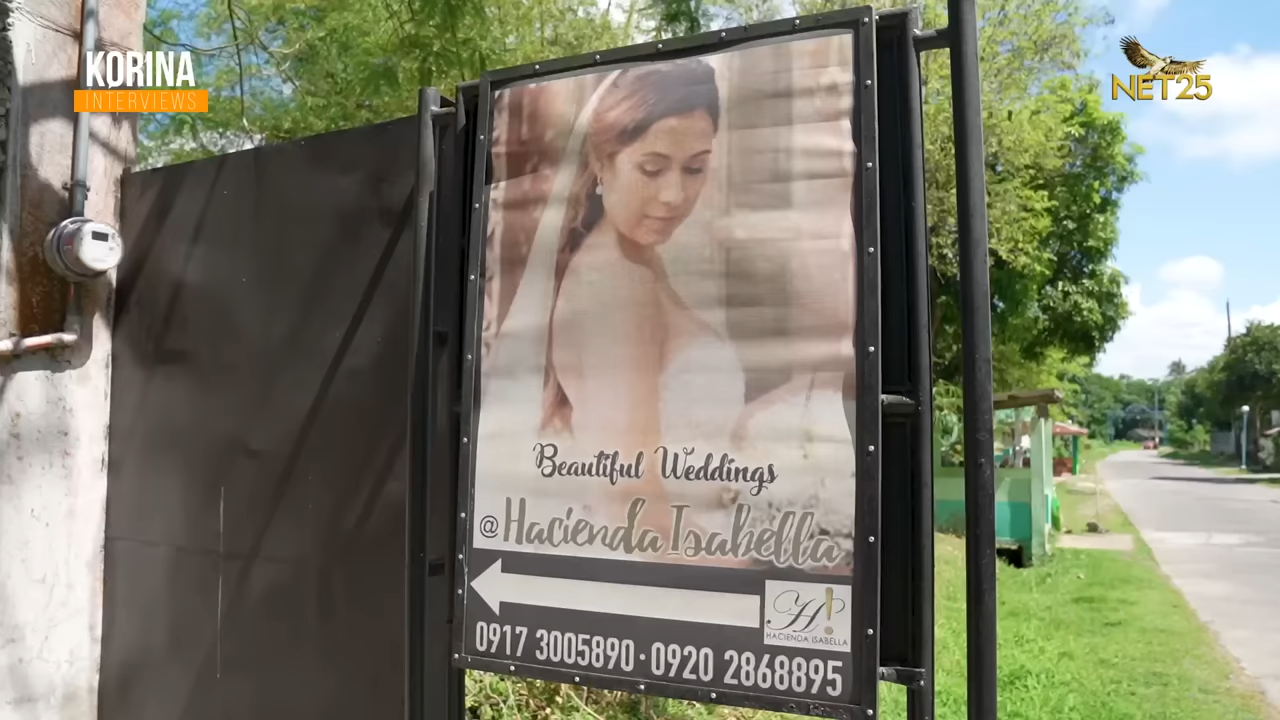 KORINA
INTERVIEWS
NET25
Beautiful Weddings
@Hacienda Isabella
H!
HACIENDA ISABELLA
0917 3005890 · 0920 2868895